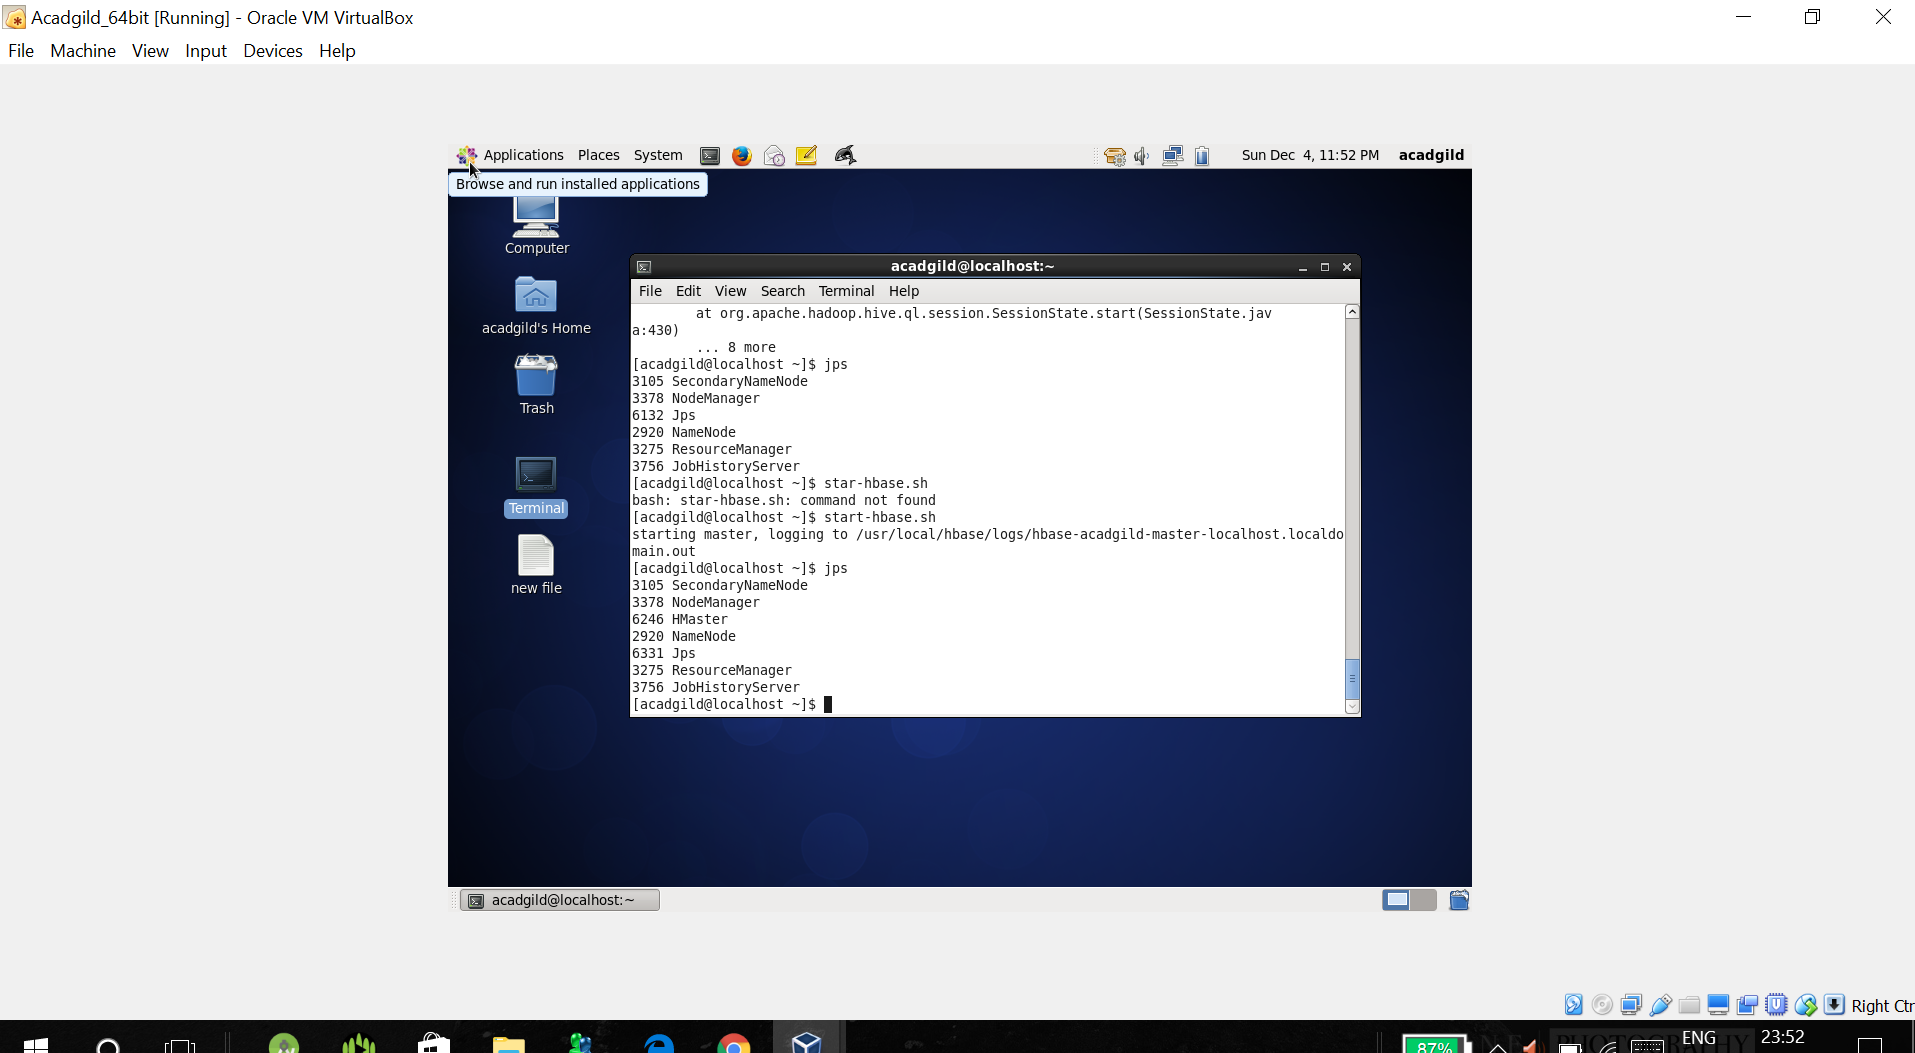 Acadgild_64bit [Running] - Oracle VM VirtualBox
File Machine View Input Devices Help
Applications Places System Sun Dec 4, 11:52 PM acadgild
Browse and run installed applications
Computer
acadgild's Home
Trash
Terminal
new file
acadgild@localhost:~
File Edit View Search Terminal Help
at org.apache.hadoop.hive.ql.session.SessionState.start(SessionState.jav
a:430)
... 8 more
[acadgild@localhost ~]$ jps
3105 SecondaryNameNode
3378 NodeManager
6132 Jps
2920 NameNode
3275 ResourceManager
3756 JobHistoryServer
[acadgild@localhost ~]$ star-hbase.sh
bash: star-hbase.sh: command not found
[acadgild@localhost ~]$ start-hbase.sh
starting master, logging to /usr/local/hbase/logs/hbase-acadgild-master-localhost.localdo
main.out
[acadgild@localhost ~]$ jps
3105 SecondaryNameNode
3378 NodeManager
6246 HMaster
2920 NameNode
6331 Jps
3275 ResourceManager
3756 JobHistoryServer
[acadgild@localhost ~]$
acadgild@localhost:~
Right Ctr
87% ENG 23:52